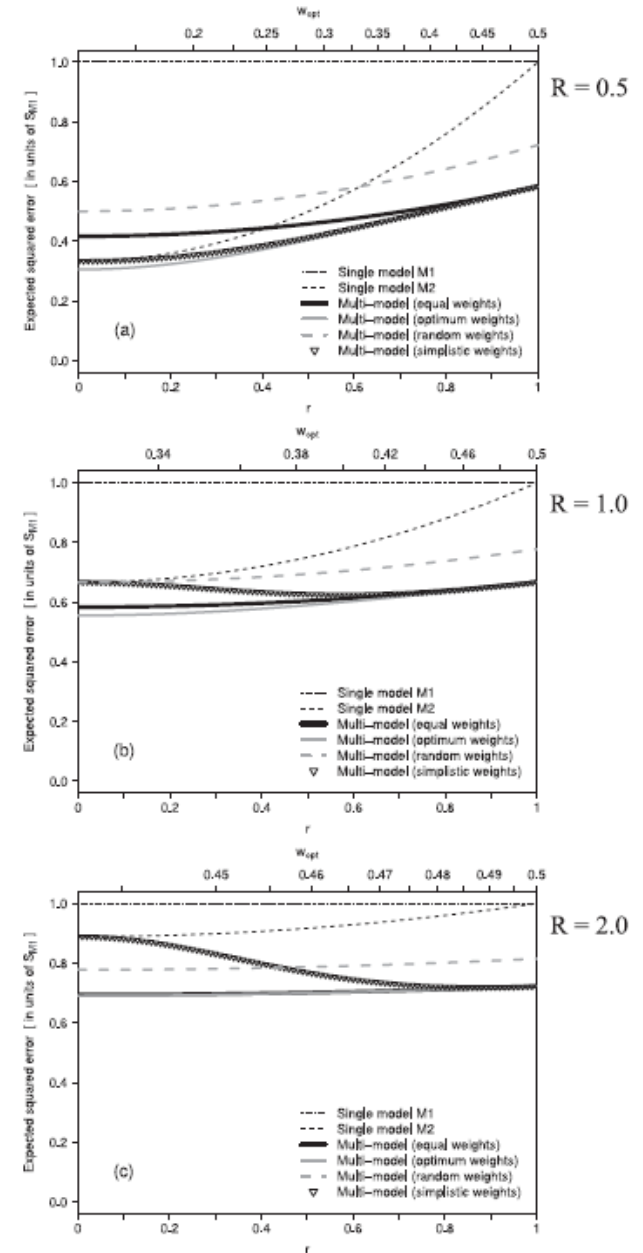 w_opt
0.2 0.25 0.3 0.35 0.4 0.45 0.5
R = 0.5
Expected squared error [ in units of S_M1 ]
1.0
0.8
0.6
0.4
0.2
0.0
Single model M1
Single model M2
Multi-model (equal weights)
Multi-model (optimum weights)
Multi-model (random weights)
Multi-model (simplistic weights)
(a)
0 0.2 0.4 0.6 0.8 1
r
w_opt
0.34 0.38 0.42 0.46 0.5
R = 1.0
Expected squared error [ in units of S_M1 ]
1.0
0.8
0.6
0.4
0.2
0.0
Single model M1
Single model M2
Multi-model (equal weights)
Multi-model (optimum weights)
Multi-model (random weights)
Multi-model (simplistic weights)
(b)
0 0.2 0.4 0.6 0.8 1
r
w_opt
0.45 0.46 0.47 0.48 0.49 0.5
R = 2.0
Expected squared error [ in units of S_M1 ]
1.0
0.8
0.6
0.4
0.2
0.0
Single model M1
Single model M2
Multi-model (equal weights)
Multi-model (optimum weights)
Multi-model (random weights)
Multi-model (simplistic weights)
(c)
0 0.2 0.4 0.6 0.8 1
r